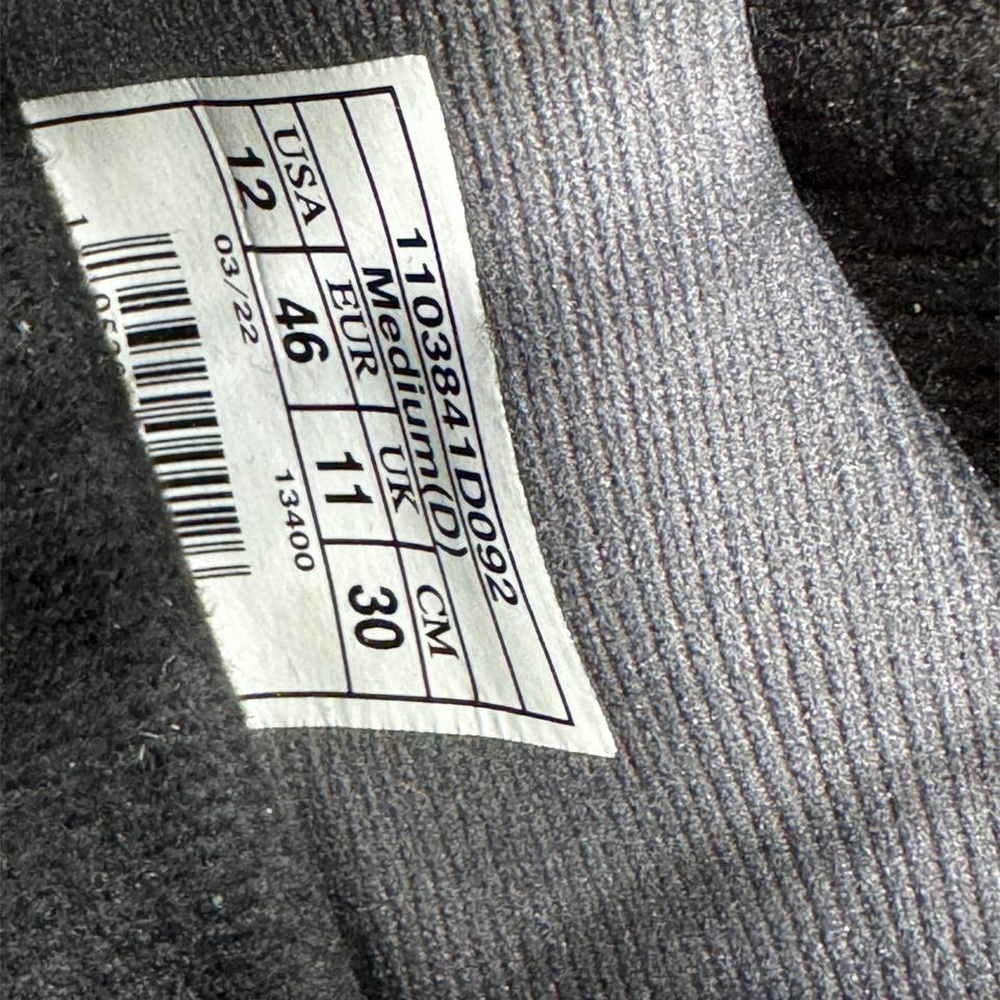 1103841D092
Medium(D)
USA EUR UK CM
12 46 11 30
03/22 13400